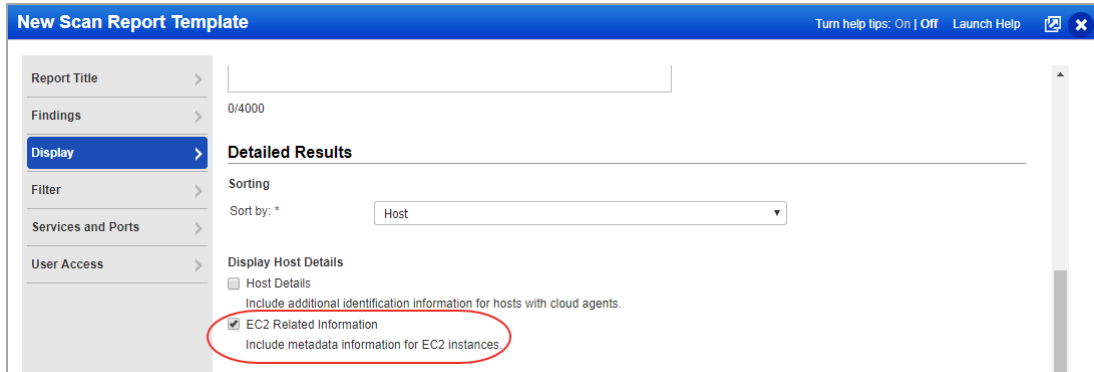 New Scan Report Template
Turn help tips: On | Off Launch Help
Report Title
Findings
Display
Filter
Services and Ports
User Access
0/4000
Detailed Results
Sorting
Sort by: * Host
Display Host Details
Host Details
Include additional identification information for hosts with cloud agents.
EC2 Related Information
Include metadata information for EC2 instances.